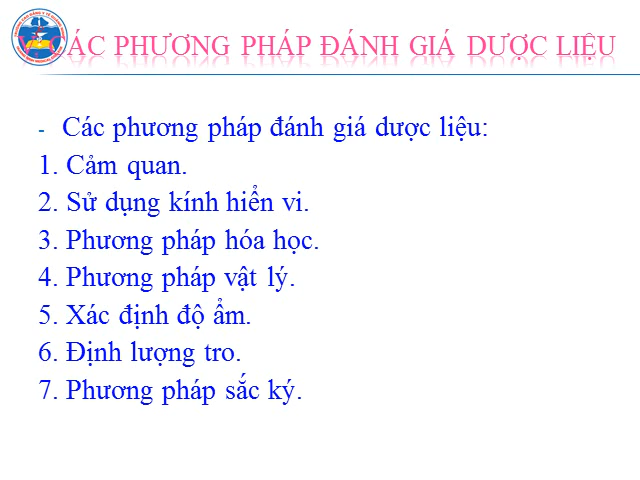 ÁC PHƯƠNG PHÁP ĐÁNH GIÁ DƯỢC LIỆU
- Các phương pháp đánh giá dược liệu:
1. Cảm quan.
2. Sử dụng kính hiển vi.
3. Phương pháp hóa học.
4. Phương pháp vật lý.
5. Xác định độ ẩm.
6. Định lượng tro.
7. Phương pháp sắc ký.